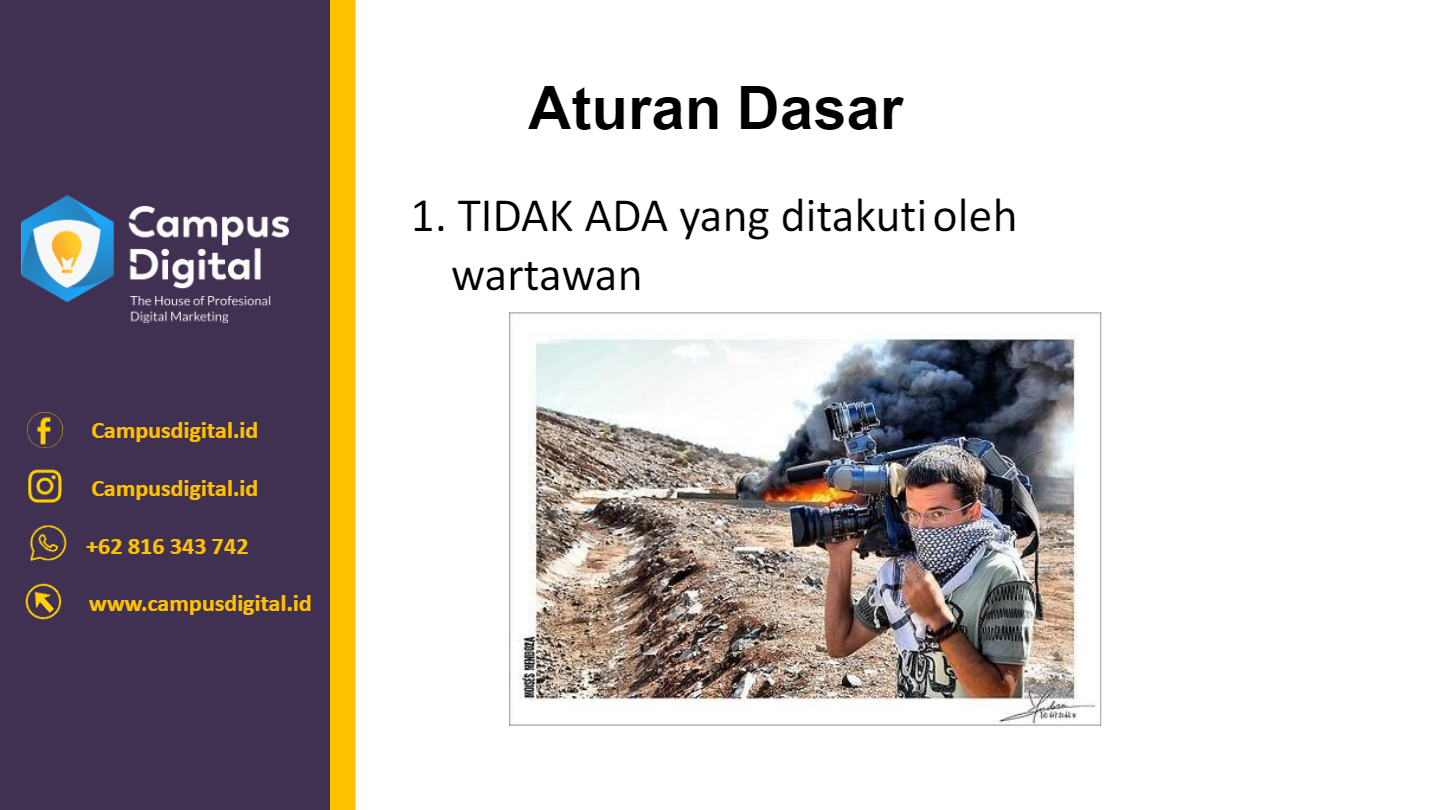 Campus
Digital
The House of Profesional
Digital Marketing
Campusdigital.id
Campusdigital.id
+62 816 343 742
www.campusdigital.id
Aturan Dasar
1. TIDAK ADA yang ditakuti oleh
wartawan
MOISÉS MENDOZA